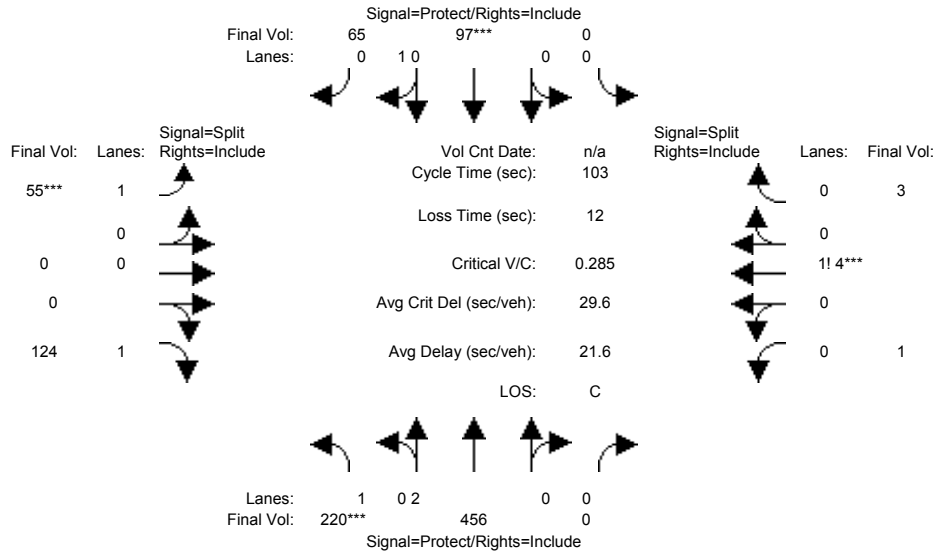 Signal=Protect/Rights=Include
Final Vol: 65 97*** 0
Lanes: 0 1 0 0 0
Signal=Split
Final Vol: Lanes: Rights=Include
Vol Cnt Date: n/a
Signal=Split
Rights=Include Lanes: Final Vol:
Cycle Time (sec): 103
55*** 1
0 3
Loss Time (sec): 12
0
0
0 0
Critical V/C: 0.285
1! 4***
0
Avg Crit Del (sec/veh): 29.6
0
124 1
Avg Delay (sec/veh): 21.6
0 1
LOS: C
Lanes: 1 0 2 0 0
Final Vol: 220*** 456 0
Signal=Protect/Rights=Include